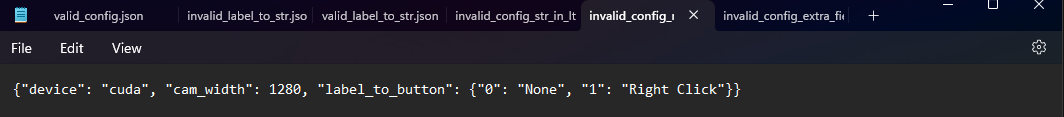 valid_config.json invalid_label_to_str.jso valid_label_to_str.json invalid_config_str_in_lt invalid_config_ invalid_config_extra_fie
File Edit View
{"device": "cuda", "cam_width": 1280, "label_to_button": {"0": "None", "1": "Right Click"}}